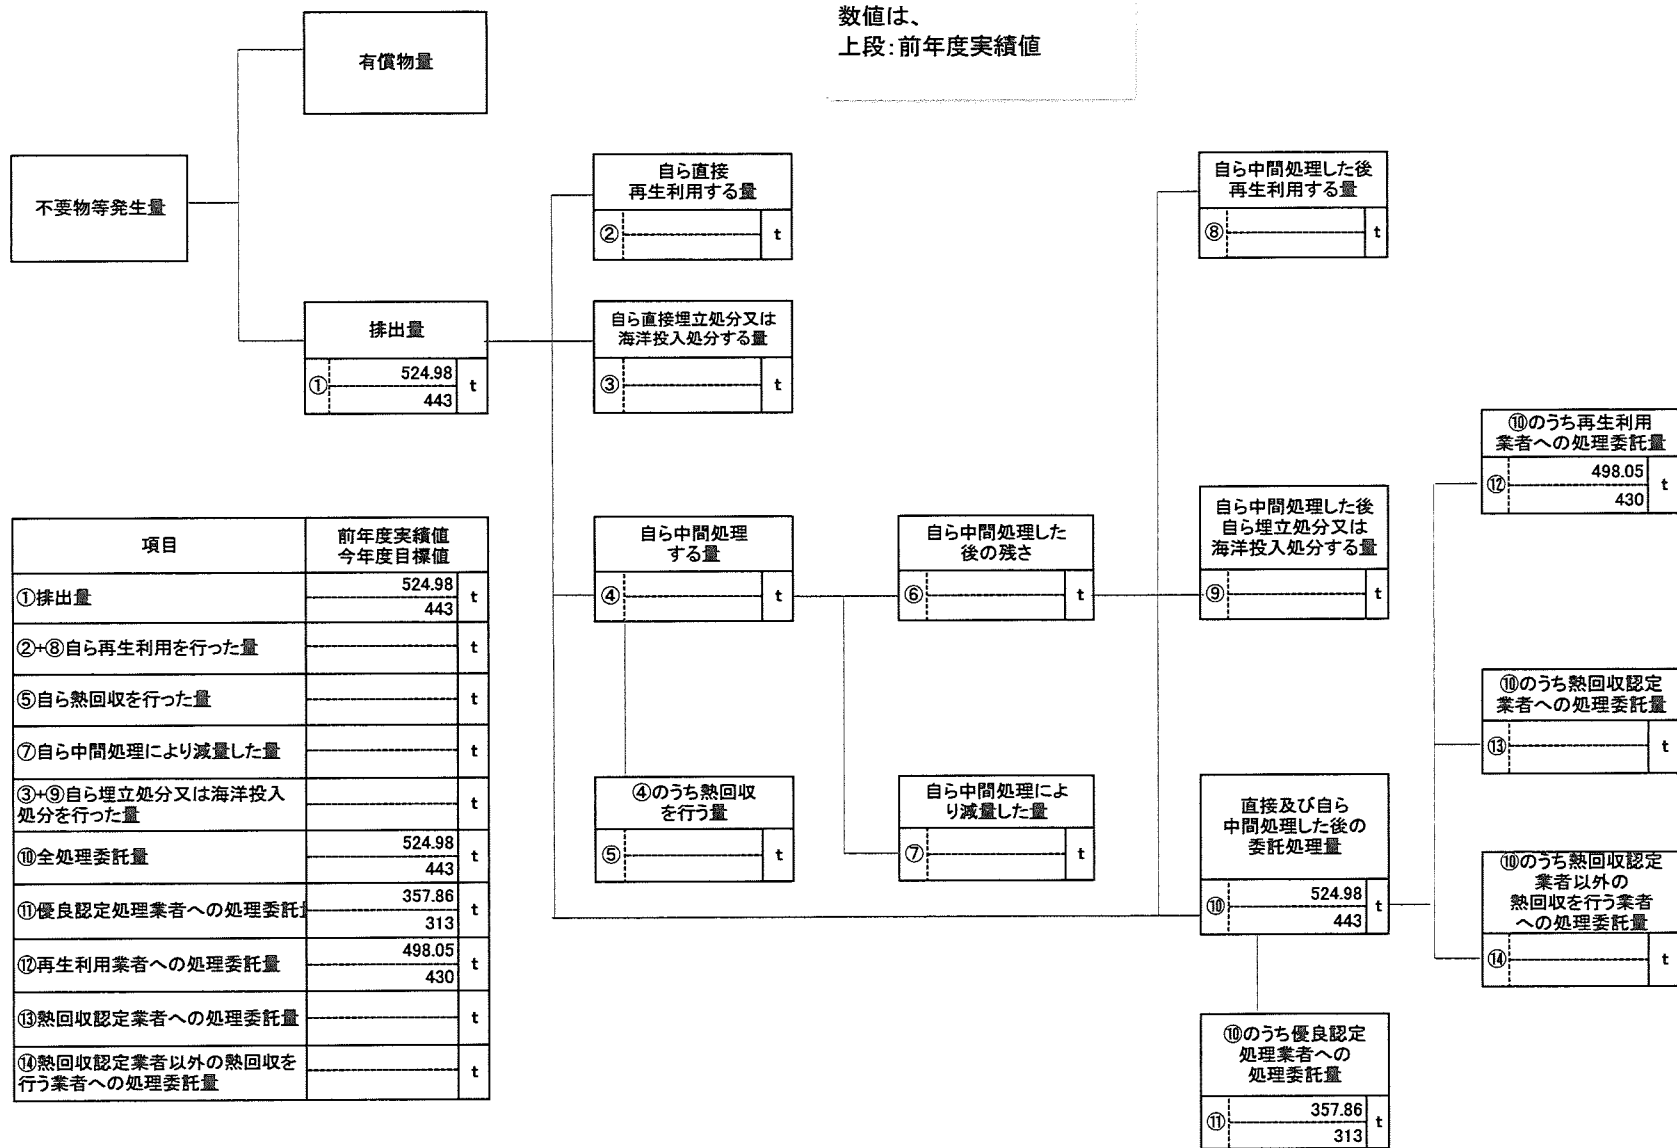 数値は、
上段:前年度実績値
有償物量
不要物等発生量
排出量
① 524.98 t
443
自ら直接
再生利用する量
② t
自ら直接埋立処分又は
海洋投入処分する量
③ t
自ら中間処理した後
再生利用する量
⑧ t
自ら中間処理
する量
④ t
自ら中間処理した
後の残さ
⑥ t
自ら中間処理した後
自ら埋立処分又は
海洋投入処分する量
⑨ t
④のうち熱回収
を行う量
⑤ t
自ら中間処理によ
り減量した量
⑦ t
直接及び自ら
中間処理した後の
委託処理量
⑩ 524.98 t
443
⑩のうち再生利用
業者への処理委託量
⑫ 498.05 t
430
⑩のうち熱回収認定
業者への処理委託量
⑬ t
⑩のうち熱回収認定
業者以外の
熱回収を行う業者
への処理委託量
⑭ t
⑩のうち優良認定
処理業者への
処理委託量
⑪ 357.86 t
313
項目 前年度実績値
今年度目標値
①排出量 524.98 t
443
②+⑧自ら再生利用を行った量 t
⑤自ら熱回収を行った量 t
⑦自ら中間処理により減量した量 t
③+⑨自ら埋立処分又は海洋投入
処分を行った量 t
⑩全処理委託量 524.98 t
443
⑪優良認定処理業者への処理委託 357.86 t
313
⑫再生利用業者への処理委託量 498.05 t
430
⑬熱回収認定業者への処理委託量 t
⑭熱回収認定業者以外の熱回収を
行う業者への処理委託量 t